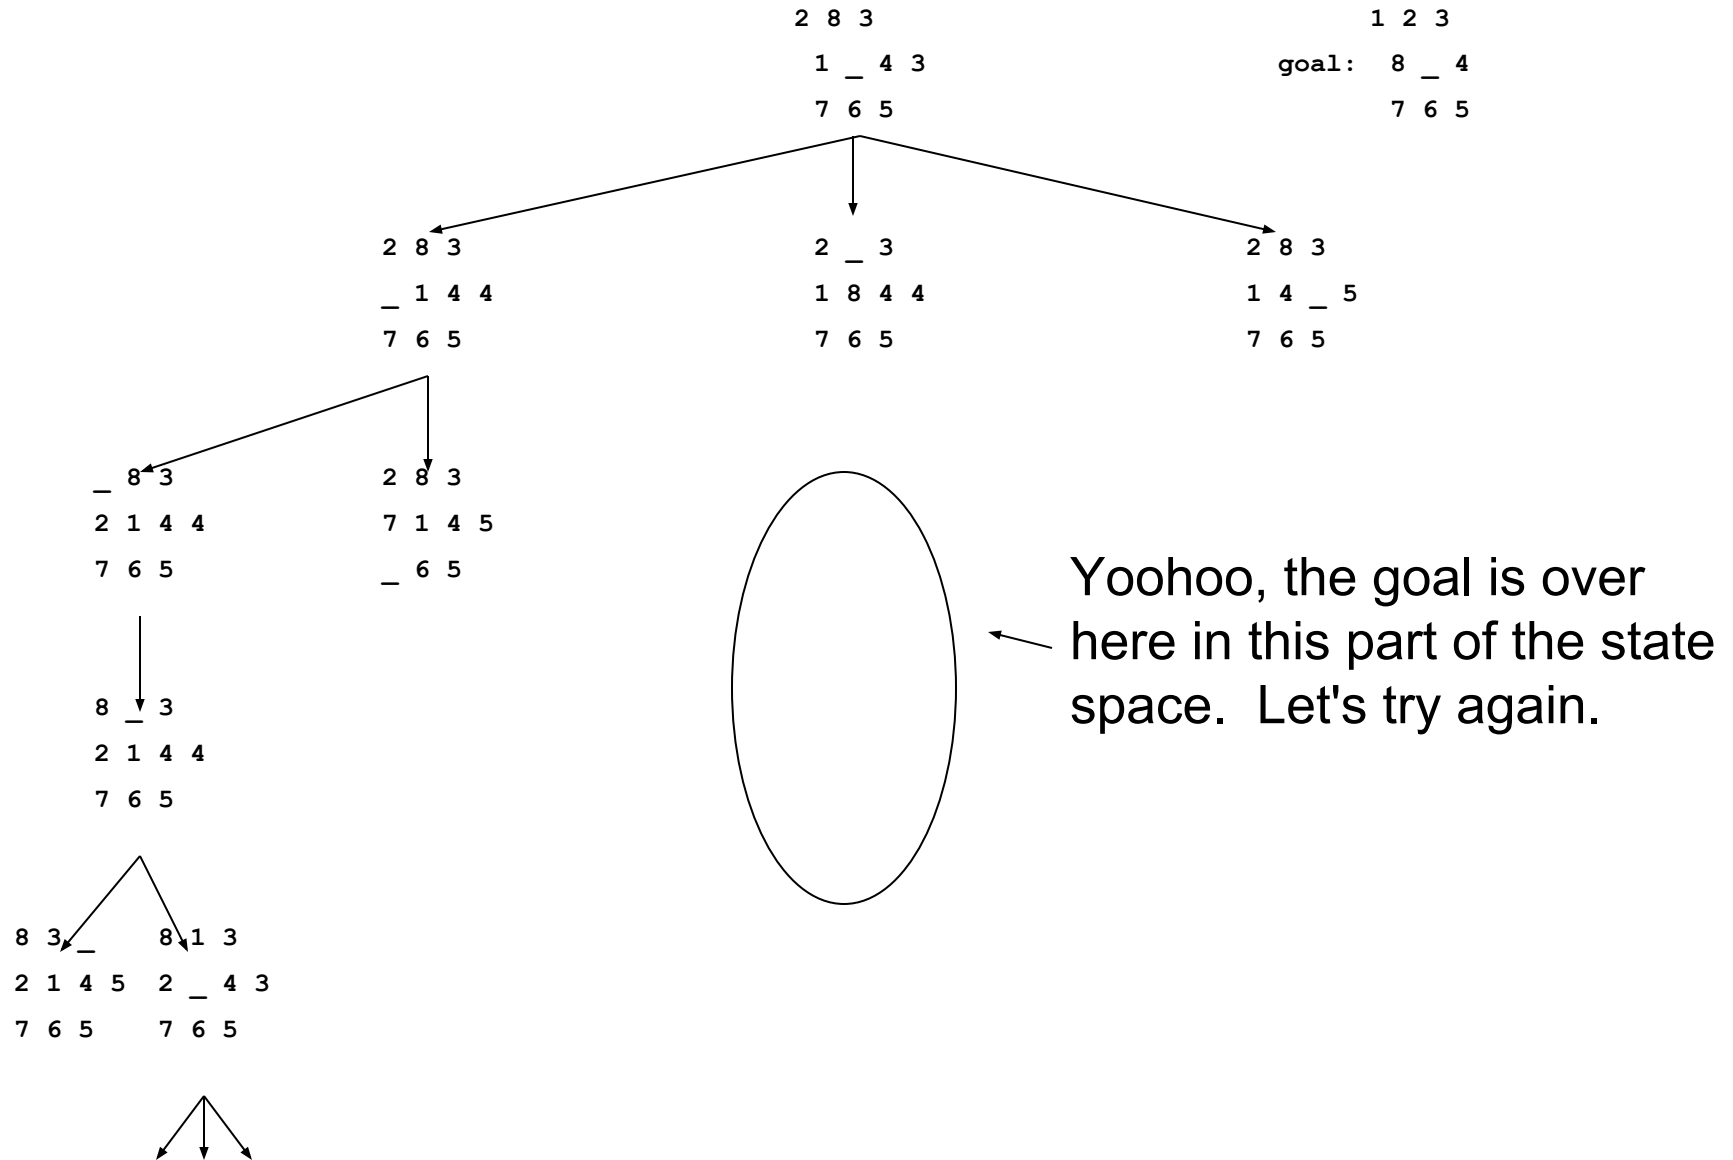 2 8 3
1 _ 4 3
7 6 5
1 2 3
goal: 8 _ 4
7 6 5
2 8 3
_ 1 4 4
7 6 5
2 _ 3
1 8 4 4
7 6 5
2 8 3
1 4 _ 5
7 6 5
_ 8 3
2 1 4 4
7 6 5
2 8 3
7 1 4 5
_ 6 5
Yoohoo, the goal is over
here in this part of the state
space. Let's try again.
8 _ 3
2 1 4 4
7 6 5
8 3 _
2 1 4 5
7 6 5
8 1 3
2 _ 4 3
7 6 5